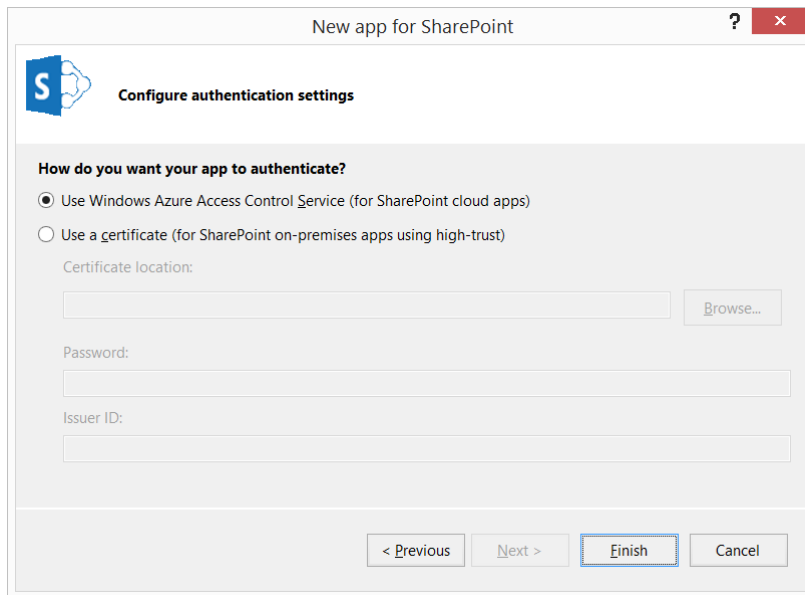 New app for SharePoint
?
S
Configure authentication settings
How do you want your app to authenticate?
Use Windows Azure Access Control Service (for SharePoint cloud apps)
Use a certificate (for SharePoint on-premises apps using high-trust)
Certificate location:
Browse...
Password:
Issuer ID:
< Previous Next > Finish Cancel